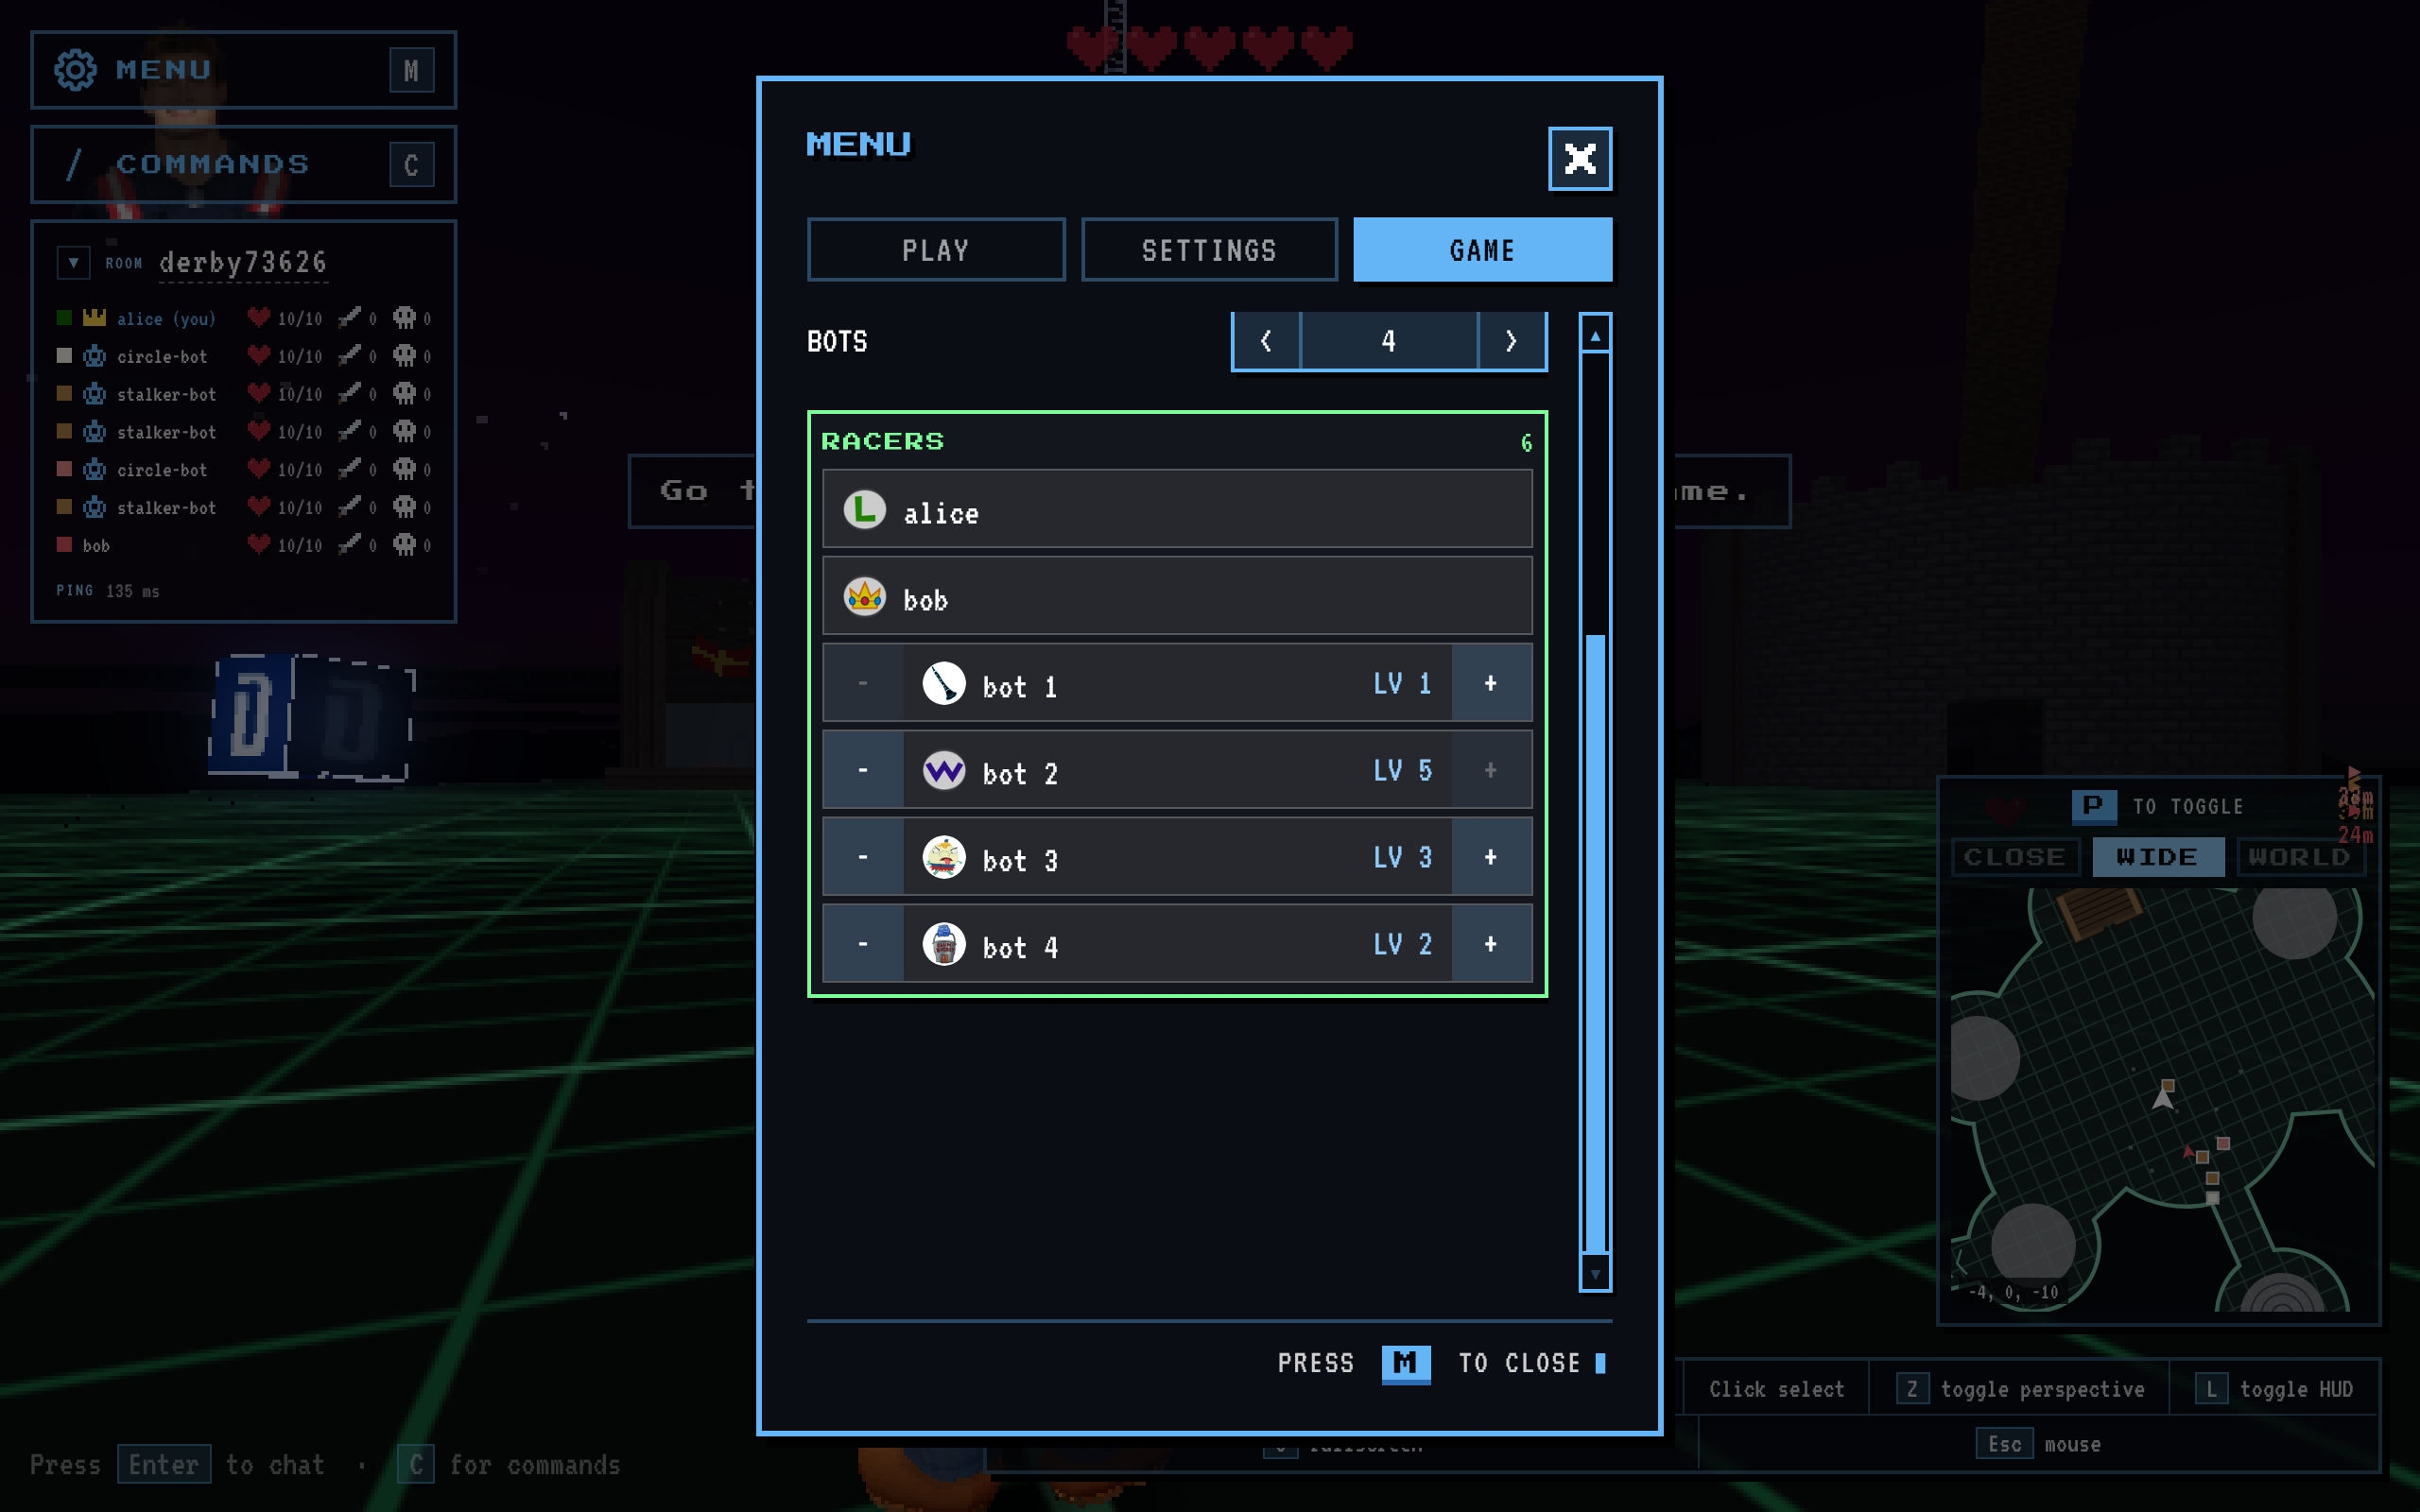 MENU M
/ COMMANDS C
▼ ROOM derby73626
alice (you) 10/10 0 0
circle-bot 10/10 0 0
stalker-bot 10/10 0 0
stalker-bot 10/10 0 0
circle-bot 10/10 0 0
stalker-bot 10/10 0 0
bob 10/10 0 0
PING 135 ms
Go
me.
MENU
X
PLAY SETTINGS GAME
BOTS < 4 >
RACERS 6
L alice
bob
- bot 1 LV 1 +
- W bot 2 LV 5 +
- bot 3 LV 3 +
- bot 4 LV 2 +
PRESS M TO CLOSE
D D
P TO TOGGLE
24m
CLOSE WIDE WORLD
-4, 0, -10
Click select Z toggle perspective L toggle HUD
Esc mouse
Press Enter to chat · C for commands